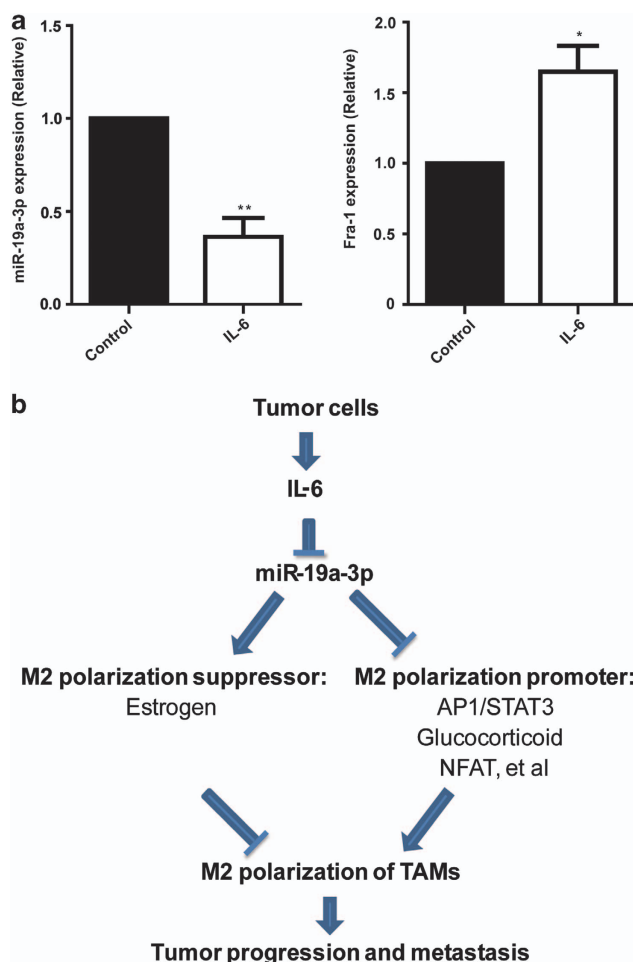 a
miR-19a-3p expression (Relative)
1.5
1.0
0.5
0.0
**
Control
IL-6
Fra-1 expression (Relative)
2.0
1.5
1.0
0.5
0
*
Control
IL-6
b
Tumor cells
IL-6
miR-19a-3p
M2 polarization suppressor:
Estrogen
M2 polarization promoter:
AP1/STAT3
Glucocorticoid
NFAT, et al
M2 polarization of TAMs
Tumor progression and metastasis